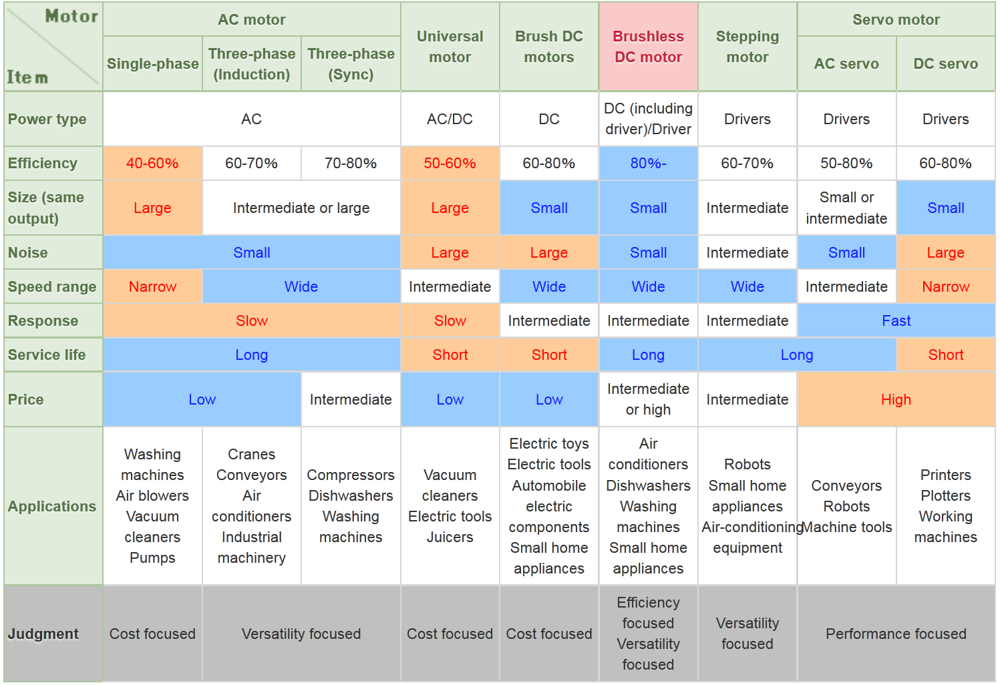 Motor
Item
AC motor
Single-phase
Three-phase
(Induction)
Three-phase
(Sync)
Universal
motor
Brush DC
motors
Brushless
DC motor
Stepping
motor
Servo motor
AC servo
DC servo
Power type
AC
AC/DC
DC
DC (including
driver)/Driver
Drivers
Drivers
Drivers
Efficiency
40-60%
60-70%
70-80%
50-60%
60-80%
80%-
60-70%
50-80%
60-80%
Size (same
output)
Large
Intermediate or large
Large
Small
Small
Intermediate
Small or
intermediate
Small
Noise
Small
Large
Large
Small
Intermediate
Small
Large
Speed range
Narrow
Wide
Intermediate
Wide
Wide
Wide
Intermediate
Narrow
Response
Slow
Slow
Intermediate
Intermediate
Intermediate
Fast
Service life
Long
Short
Short
Long
Long
Short
Price
Low
Intermediate
Low
Low
Intermediate
or high
Intermediate
High
Applications
Washing
machines
Air blowers
Vacuum
cleaners
Pumps
Cranes
Conveyors
Air
conditioners
Industrial
machinery
Compressors
Dishwashers
Washing
machines
Vacuum
cleaners
Electric tools
Juicers
Electric toys
Electric tools
Automobile
electric
components
Small home
appliances
Air
conditioners
Dishwashers
Washing
machines
Small home
appliances
Robots
Small home
appliances
Air-conditioning
equipment
Conveyors
Robots
Machine tools
Printers
Plotters
Working
machines
Judgment
Cost focused
Versatility focused
Cost focused
Cost focused
Efficiency
focused
Versatility
focused
Versatility
focused
Performance focused